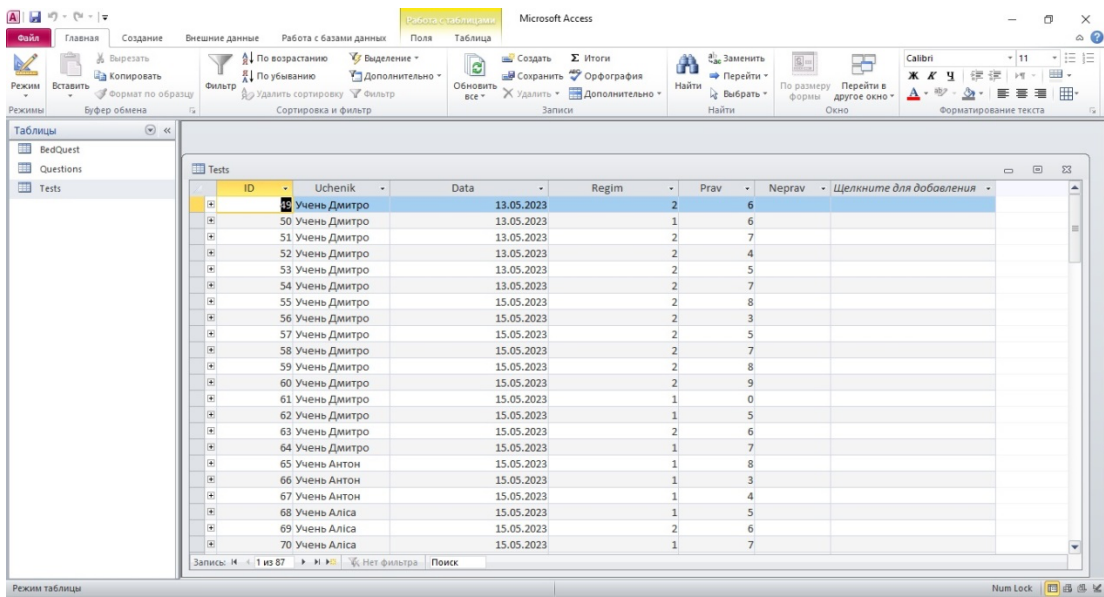 Работа с таблицами
Microsoft Access
Файл Главная Создание Внешние данные Работа с базами данных Поля Таблица
Режим
Режимы
Вставить
Вырезать
Копировать
Формат по образцу
Буфер обмена
Фильтр
По возрастанию
По убыванию
Удалить сортировку
Выделение
Дополнительно
Фильтр
Сортировка и фильтр
Обновить все
Создать
Сохранить
Удалить
Итоги
Орфография
Дополнительно
Записи
Найти
Заменить
Перейти
Выбрать
Найти
По размеру формы
Перейти в другое окно
Окно
Calibri 11
Ж К Ч
Форматирование текста
Таблицы
BedQuest
Questions
Tests
Tests
ID Uchenik Data Regim Prav Neprav Щелкните для добавления
49 Учень Дмитро 13.05.2023 2 6
50 Учень Дмитро 13.05.2023 1 6
51 Учень Дмитро 13.05.2023 2 7
52 Учень Дмитро 13.05.2023 2 4
53 Учень Дмитро 13.05.2023 2 5
54 Учень Дмитро 13.05.2023 2 7
55 Учень Дмитро 15.05.2023 2 8
56 Учень Дмитро 15.05.2023 2 3
57 Учень Дмитро 15.05.2023 2 5
58 Учень Дмитро 15.05.2023 2 7
59 Учень Дмитро 15.05.2023 2 8
60 Учень Дмитро 15.05.2023 2 9
61 Учень Дмитро 15.05.2023 1 0
62 Учень Дмитро 15.05.2023 1 5
63 Учень Дмитро 15.05.2023 2 6
64 Учень Дмитро 15.05.2023 1 7
65 Учень Антон 15.05.2023 1 8
66 Учень Антон 15.05.2023 1 3
67 Учень Антон 15.05.2023 1 4
68 Учень Аліса 15.05.2023 1 5
69 Учень Аліса 15.05.2023 2 6
70 Учень Аліса 15.05.2023 1 7
Запись: 1 из 87 Нет фильтра Поиск
Режим таблицы
Num Lock